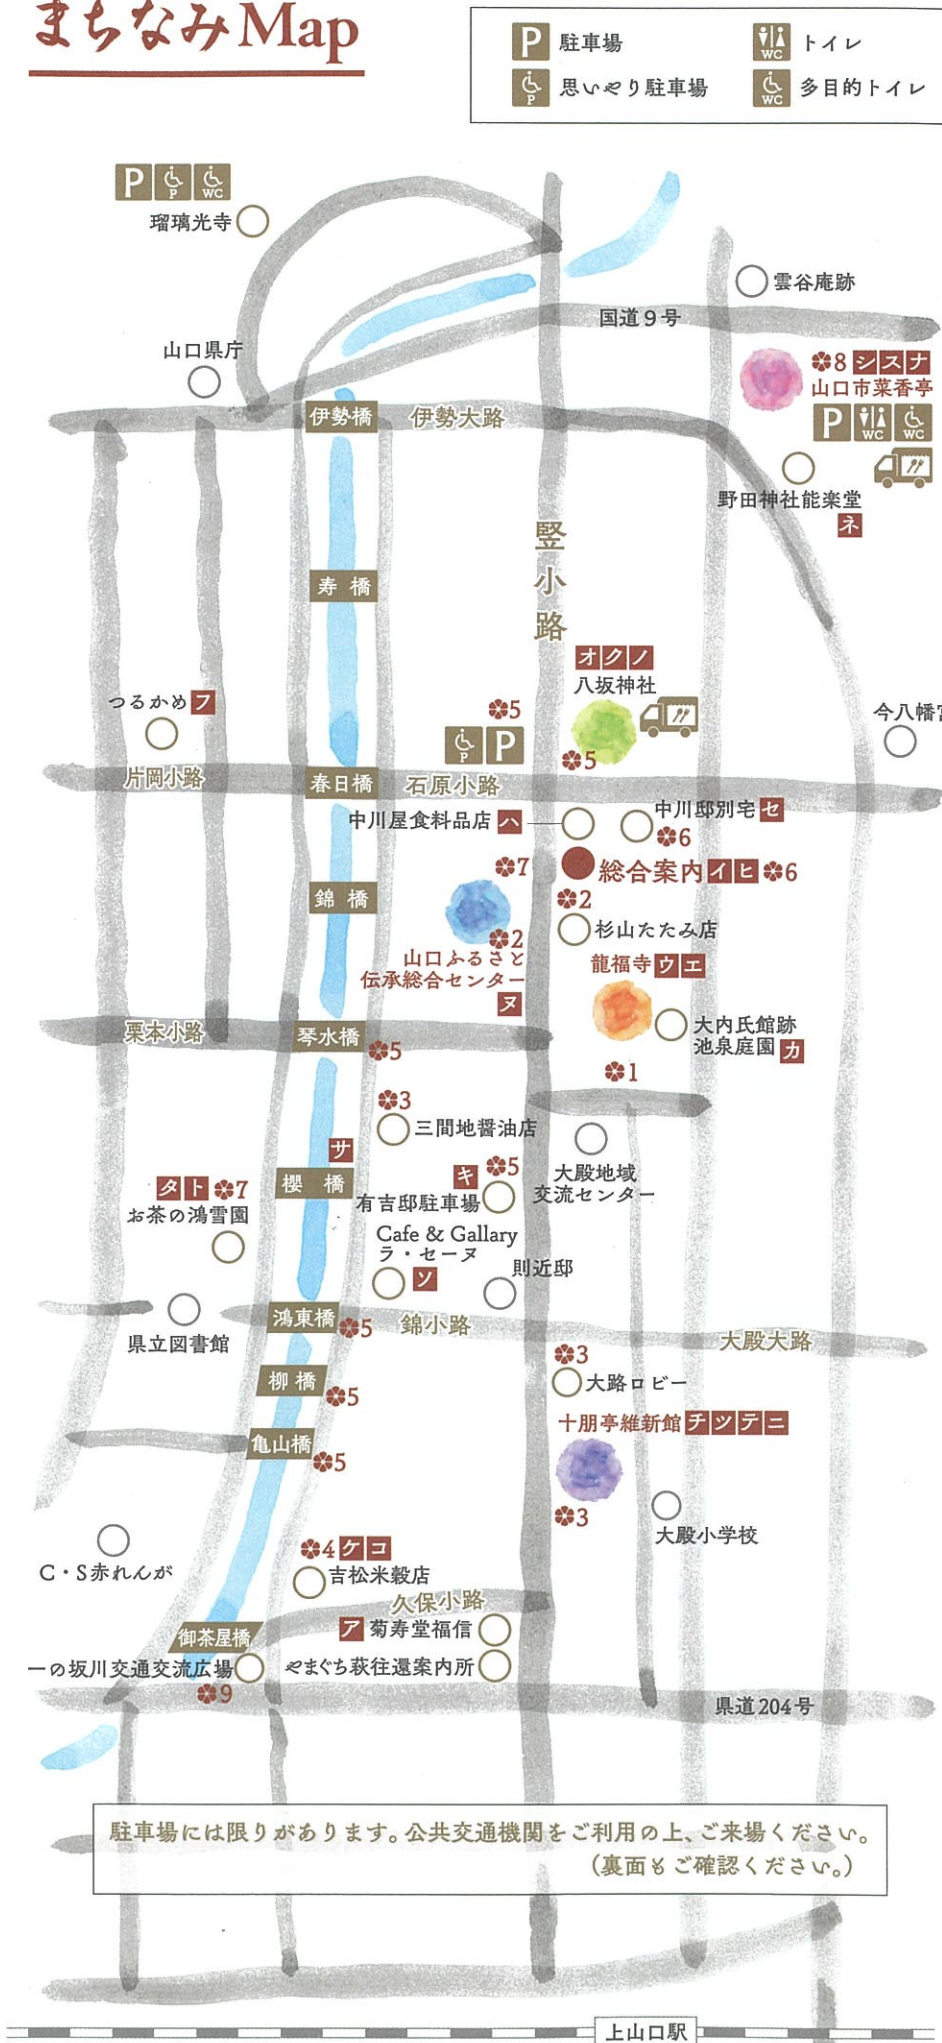 まちなみMap
P 駐車場
WC トイレ
P 思いやり駐車場
WC 多目的トイレ
P P WC
瑠璃光寺
雲谷庵跡
国道9号
山口県庁
8 シスナ
山口市菜香亭
P WC WC
伊勢橋
伊勢大路
野田神社能楽堂
ネ
竪小路
寿橋
オクノ
八坂神社
つるかめ フ
5
P P
5
今八幡宮
片岡小路
春日橋
石原小路
中川屋食料品店 ハ
中川邸別宅 セ
6
7
総合案内 イヒ 6
錦橋
2
杉山たたみ店
2
山口ふるさと
伝承総合センター
ヌ
龍福寺 ウエ
大内氏館跡
池泉庭園 カ
栗本小路
琴水橋
5
1
3
三間地醤油店
サ
大殿地域
交流センター
櫻橋
キ 5
有吉邸駐車場
タト 7
お茶の鴻雪園
Cafe & Gallary
ラ・セーヌ
ソ
則近邸
県立図書館
鴻東橋
5
錦小路
大殿大路
3
大路ロビー
柳橋
5
十朋亭維新館 チツテニ
亀山橋
5
3
大殿小学校
C・S赤れんが
4 ケコ
吉松米穀店
久保小路
ア 菊寿堂福信
御茶屋橋
一の坂川交通交流広場
やまぐち萩往還案内所
9
県道204号
駐車場には限りがあります。公共交通機関をご利用の上、ご来場ください。
（裏面もご確認ください。）
上山口駅